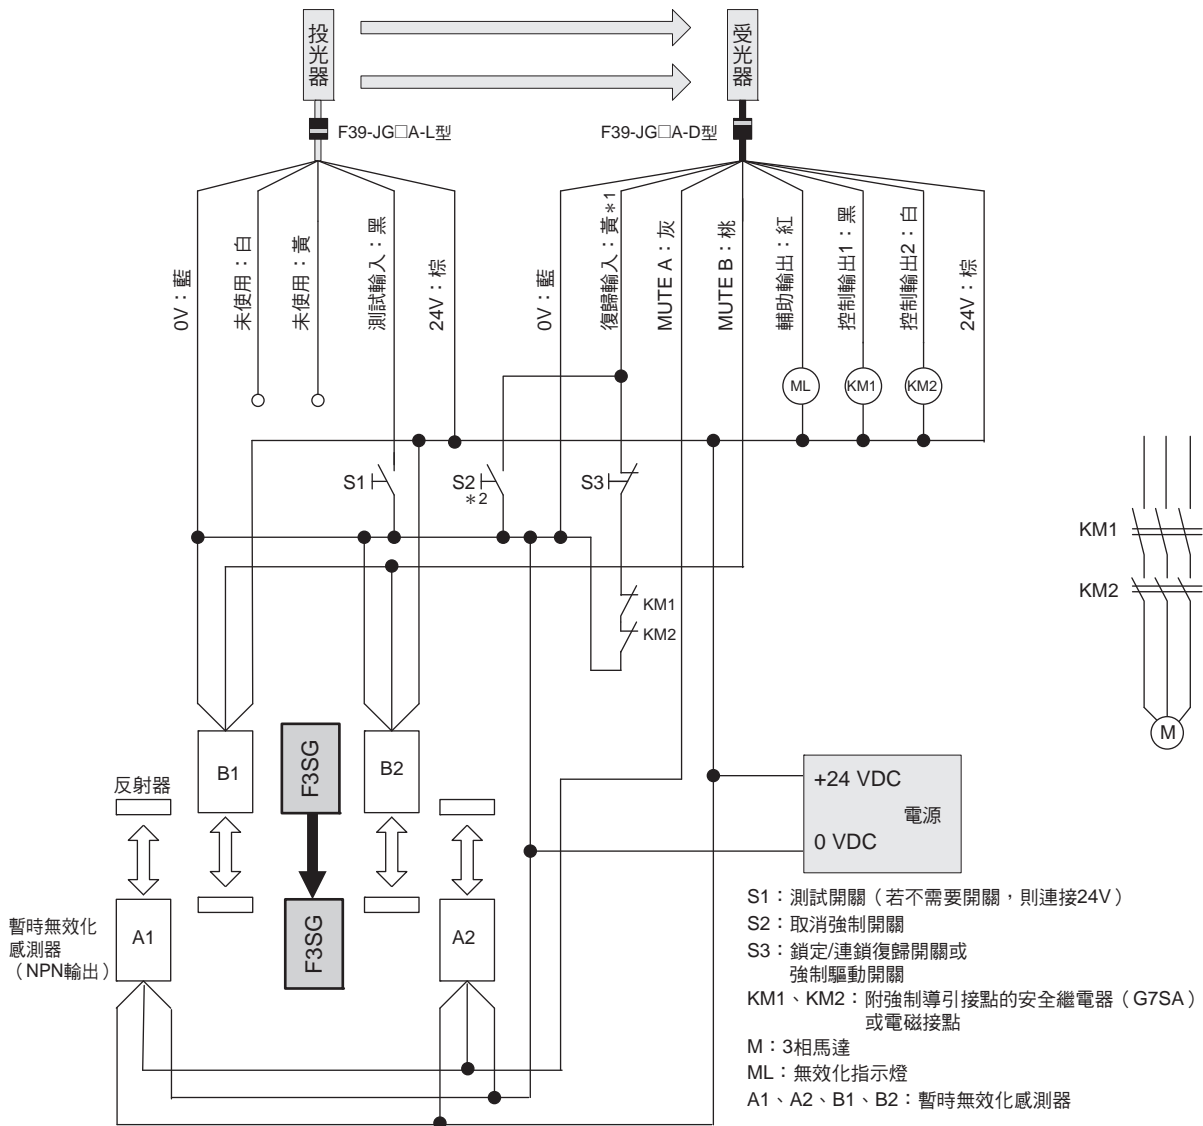 投光器
受光器
F39-JG□A-L型
F39-JG□A-D型
0V：藍
未使用：白
未使用：黃
測試輸入：黑
24V：棕
0V：藍
復歸輸入：黃＊1
MUTE A：灰
MUTE B：桃
輔助輸出：紅
控制輸出1：黑
控制輸出2：白
24V：棕
ML
KM1
KM2
S1
S2
＊2
S3
KM1
KM2
KM1
KM2
M
B1
F3SG
B2
反射器
+24 VDC
電源
0 VDC
暫時無效化
感測器
（NPN輸出）
A1
F3SG
A2
S1：測試開關（若不需要開關，則連接24V）
S2：取消強制開關
S3：鎖定/連鎖復歸開關或
強制驅動開關
KM1、KM2：附強制導引接點的安全繼電器（G7SA）
或電磁接點
M：3相馬達
ML：無效化指示燈
A1、A2、B1、B2：暫時無效化感測器